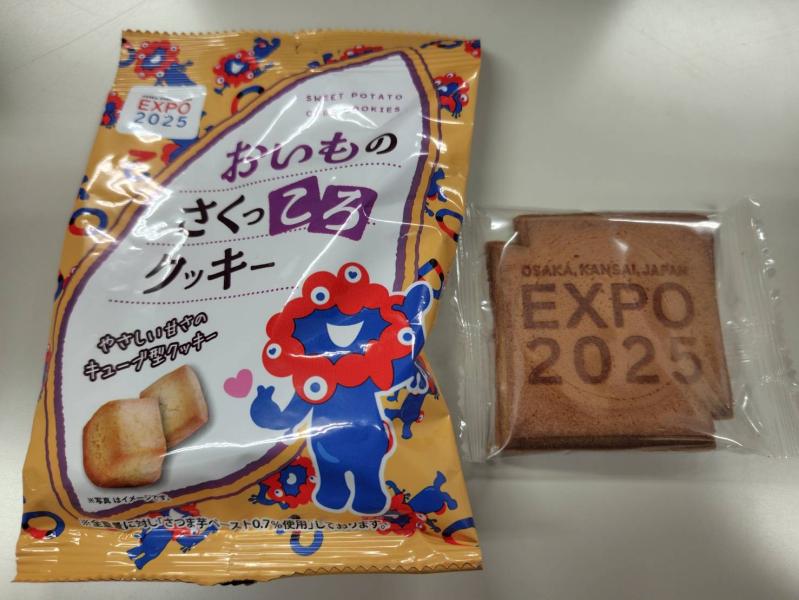 EXPO
2025
SWEET POTATO
COOKIES
おいもの
さくっころ
クッキー
やさしい甘さの
キューブ型クッキー
※写真はイメージです。
※全重量に対し「さつま芋ペースト0.7%使用」しております。
OSAKA, KANSAI, JAPAN
EXPO
2025